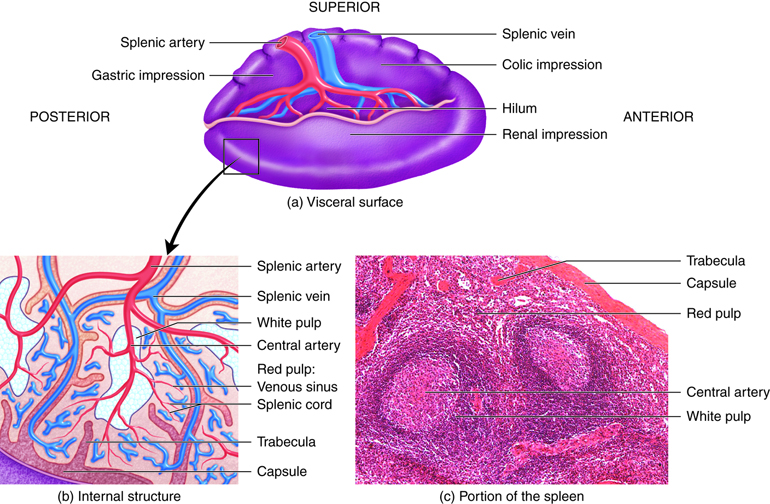 SUPERIOR
Splenic artery
Splenic vein
Gastric impression
Colic impression
POSTERIOR
Hilum
ANTERIOR
Renal impression
(a) Visceral surface
Splenic artery
Splenic vein
White pulp
Central artery
Red pulp:
Venous sinus
Splenic cord
Trabecula
Capsule
(b) Internal structure
Trabecula
Capsule
Red pulp
Central artery
White pulp
(c) Portion of the spleen